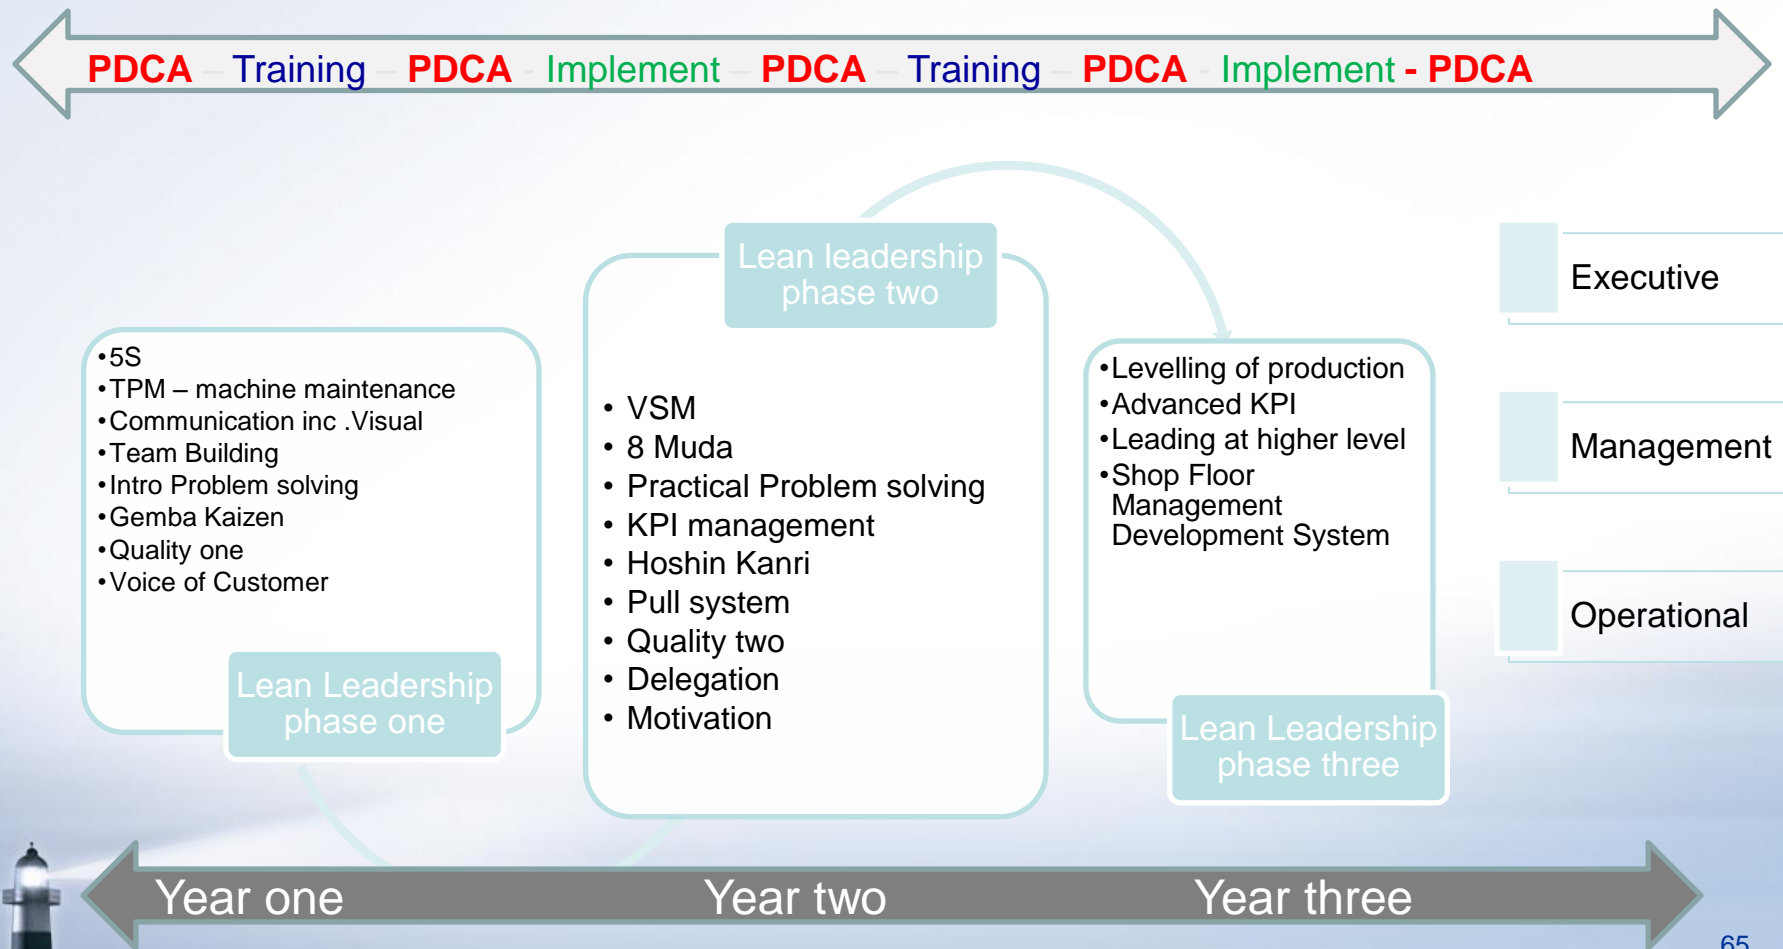 PDCA – Training – PDCA - Implement – PDCA – Training – PDCA - Implement - PDCA
•5S
•TPM – machine maintenance
•Communication inc .Visual
•Team Building
•Intro Problem solving
•Gemba Kaizen
•Quality one
•Voice of Customer
Lean Leadership
phase one
Lean leadership
phase two
• VSM
• 8 Muda
• Practical Problem solving
• KPI management
• Hoshin Kanri
• Pull system
• Quality two
• Delegation
• Motivation
•Levelling of production
•Advanced KPI
•Leading at higher level
•Shop Floor
Management
Development System
Lean Leadership
phase three
Executive
Management
Operational
Year one
Year two
Year three
65